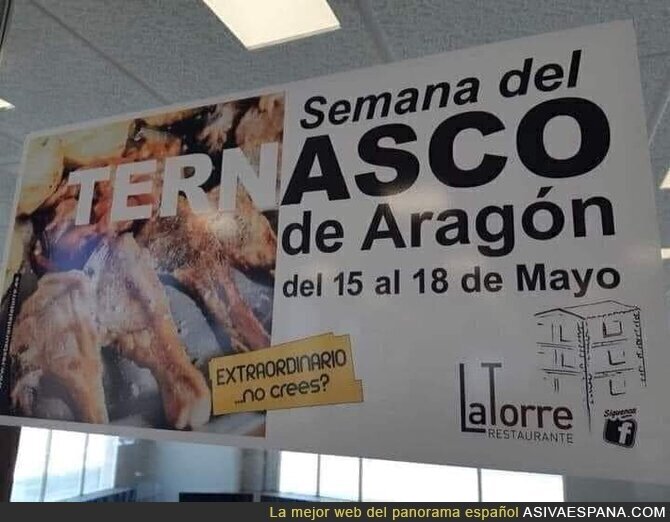 Semana del
TERNASCO
de Aragón
del 15 al 18 de Mayo
EXTRAORDINARIO
...no crees?
LaTorre
RESTAURANTE
Síguenos
f
La mejor web del panorama español ASIVAESPANA.COM